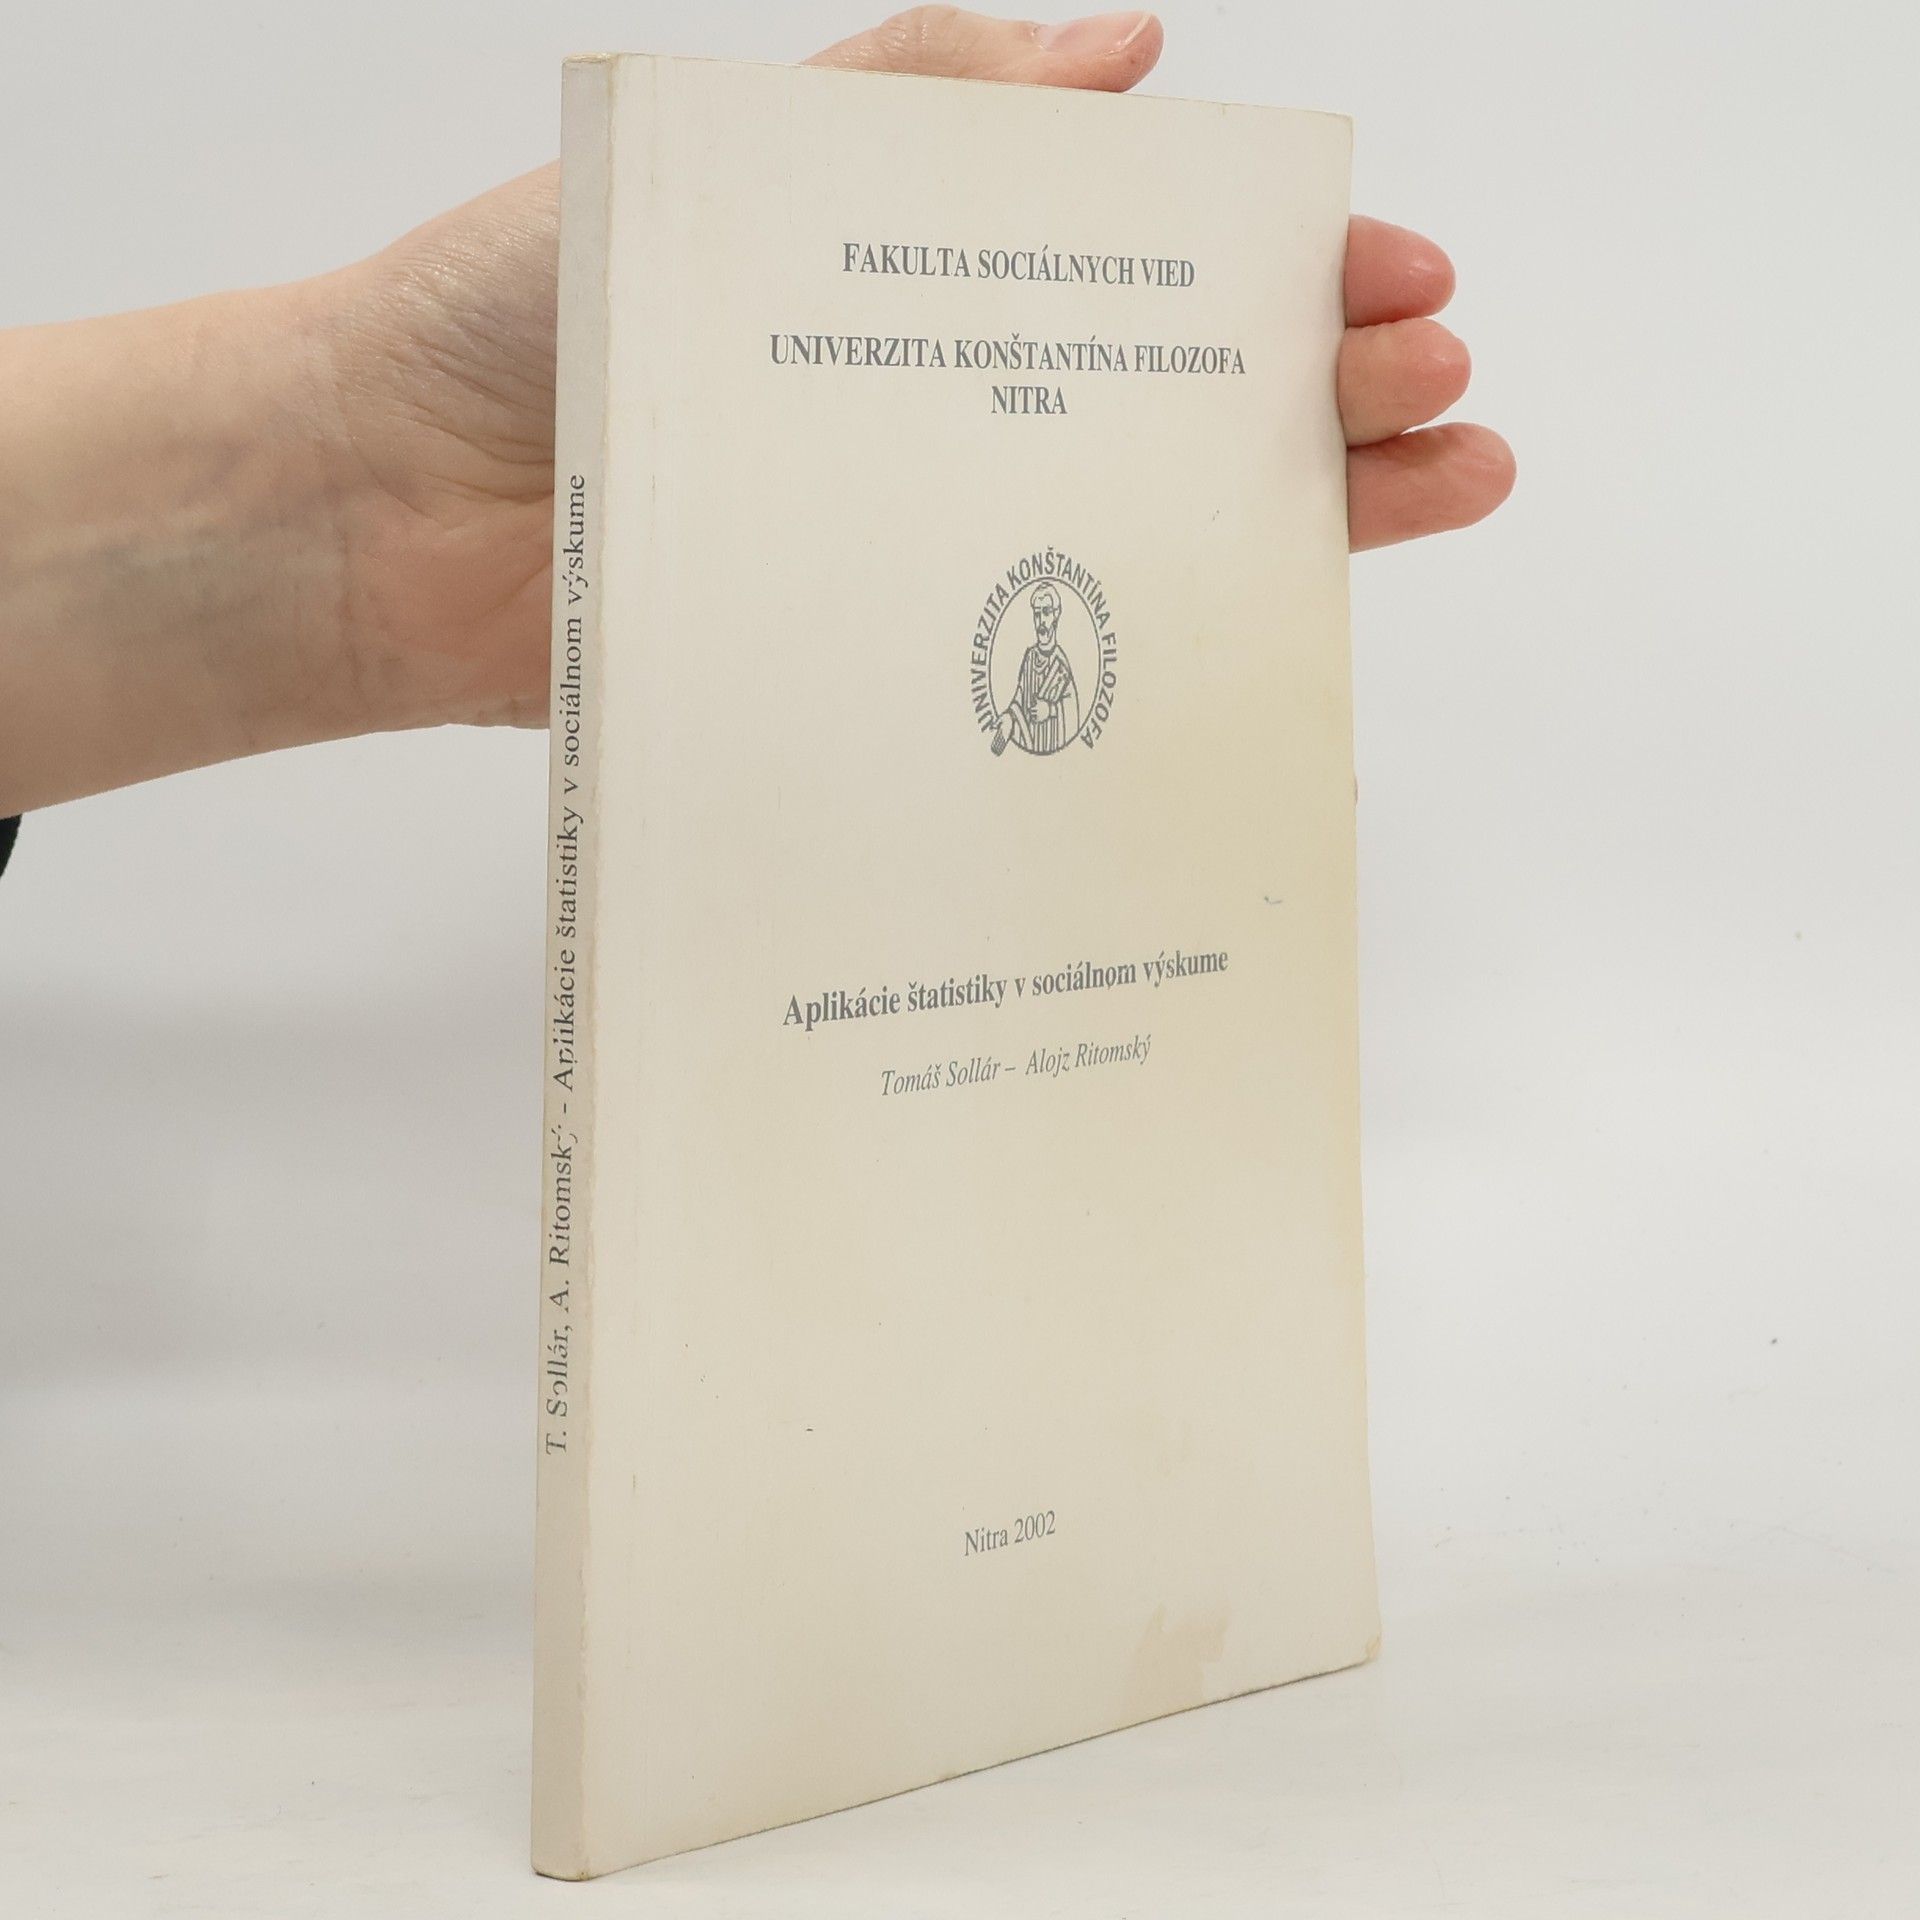 FAKULTA SOCIÁLNYCH VIED
UNIVERZITA KONŠTANTÍNA FILOZOFA
NITRA
UNIVERZITA KONŠTANTÍNA FILOZOFA
Aplikácie štatistiky v sociálnom výskume
Tomáš Sollár – Alojz Ritomský
Nitra 2002
T. Sollár, A. Ritomský - Aplikácie štatistiky v sociálnom výskume